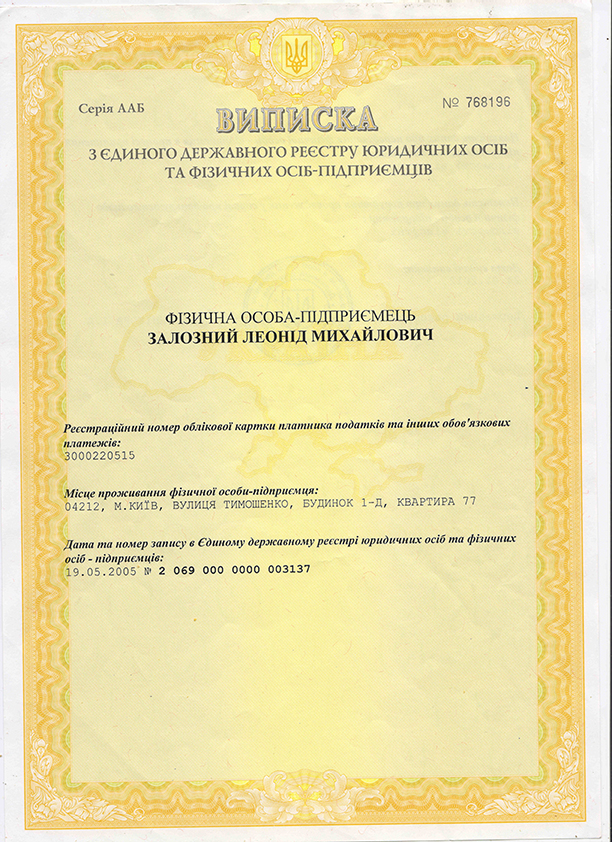 Серія ААБ
№ 768196
ВИПИСКА
З ЄДИНОГО ДЕРЖАВНОГО РЕЄСТРУ ЮРИДИЧНИХ ОСІБ
ТА ФІЗИЧНИХ ОСІБ-ПІДПРИЄМЦІВ
ФІЗИЧНА ОСОБА-ПІДПРИЄМЕЦЬ
ЗАЛОЗНИЙ ЛЕОНІД МИХАЙЛОВИЧ
Реєстраційний номер облікової картки платника податків та інших обов'язкових
платежів:
3000220515
Місце проживання фізичної особи-підприємця:
04212, М.КИЇВ, ВУЛИЦЯ ТИМОШЕНКО, БУДИНОК 1-Д, КВАРТИРА 77
Дата та номер запису в Єдиному державному реєстрі юридичних осіб та фізичних
осіб - підприємців:
19.05.2005 № 2 069 000 0000 003137